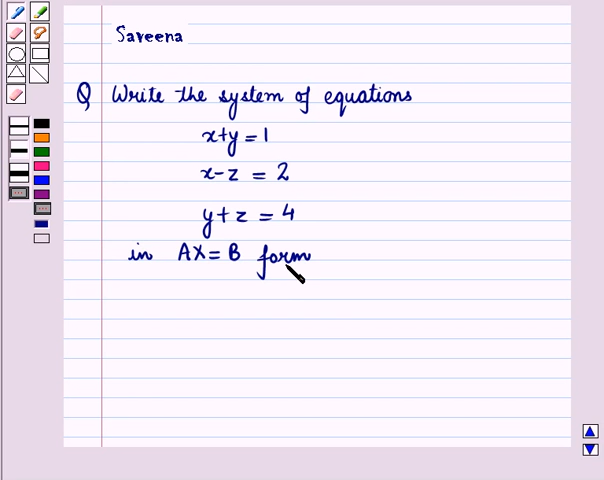 Saveena
Q Write the system of equations
x+y=1
x-z = 2
y+z = 4
in AX=B form